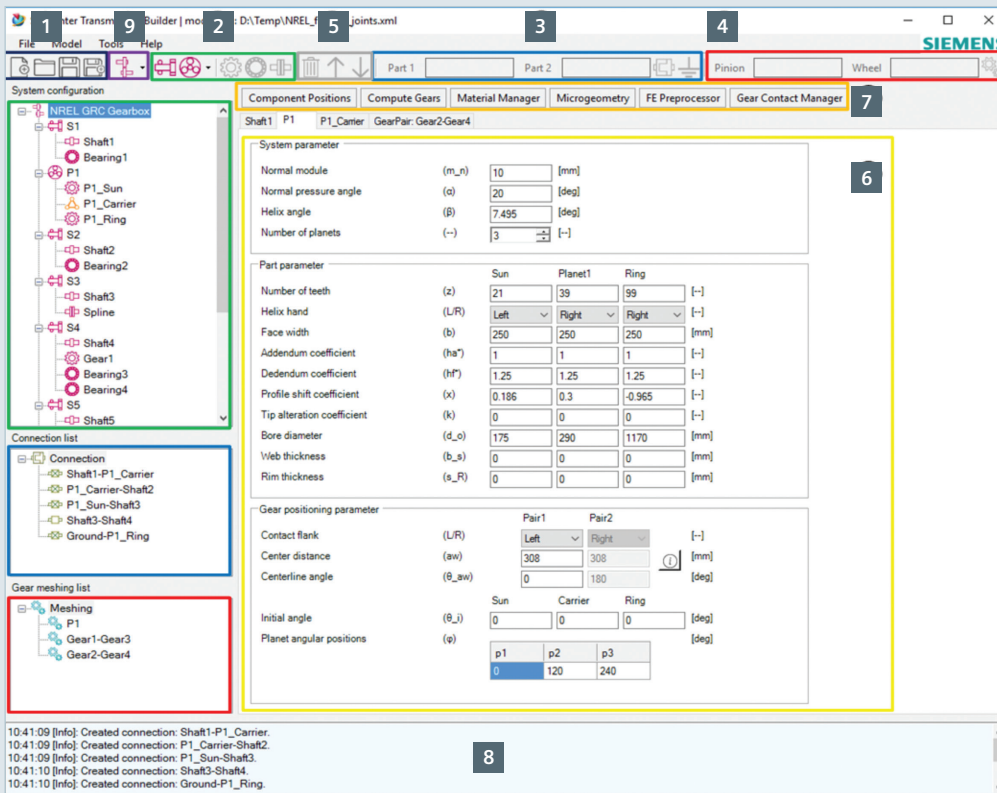 1 9 2 5 3 4
D:\Temp\NREL_ joints.xml
File Model Tools Help
SIEMENS
Part 1 Part 2 Pinion Wheel
System configuration
Component Positions Compute Gears Material Manager Microgeometry FE Preprocessor Gear Contact Manager 7
Shaft1 P1 P1_Carrier GearPair: Gear2-Gear4
NREL GRC Gearbox
S1
Shaft1
Bearing1
P1
P1_Sun
P1_Carrier
P1_Ring
S2
Shaft2
Bearing2
S3
Shaft3
Spline
S4
Shaft4
Gear1
Bearing3
Bearing4
S5
Shaft5
Connection list
Connection
Shaft1-P1_Carrier
P1_Carrier-Shaft2
P1_Sun-Shaft3
Shaft3-Shaft4
Ground-P1_Ring
Gear meshing list
Meshing
P1
Gear1-Gear3
Gear2-Gear4
6
System parameter
Normal module (m_n) 10 [mm]
Normal pressure angle (α) 20 [deg]
Helix angle (β) 7.495 [deg]
Number of planets (--) 3 [--]
Part parameter
Sun Planet1 Ring
Number of teeth (z) 21 39 99 [--]
Helix hand (L/R) Left Right Right [--]
Face width (b) 250 250 250 [mm]
Addendum coefficient (ha*) 1 1 1 [--]
Dedendum coefficient (hf*) 1.25 1.25 1.25 [--]
Profile shift coefficient (x) 0.186 0.3 -0.965 [--]
Tip alteration coefficient (k) 0 0 0 [--]
Bore diameter (d_o) 175 290 1170 [mm]
Web thickness (b_s) 0 0 0 [mm]
Rim thickness (s_R) 0 0 0 [mm]
Gear positioning parameter
Pair1 Pair2
Contact flank (L/R) Left Right [--]
Center distance (aw) 308 308 [mm]
Centerline angle (θ_aw) 0 180 [deg]
Sun Carrier Ring
Initial angle (θ_i) 0 0 0 [deg]
Planet angular positions (φ) [deg]
p1 p2 p3
0 120 240
10:41:09 [Info]: Created connection: Shaft1-P1_Carrier.
10:41:09 [Info]: Created connection: P1_Carrier-Shaft2.
10:41:09 [Info]: Created connection: P1_Sun-Shaft3.
10:41:10 [Info]: Created connection: Shaft3-Shaft4.
10:41:10 [Info]: Created connection: Ground-P1_Ring.
8